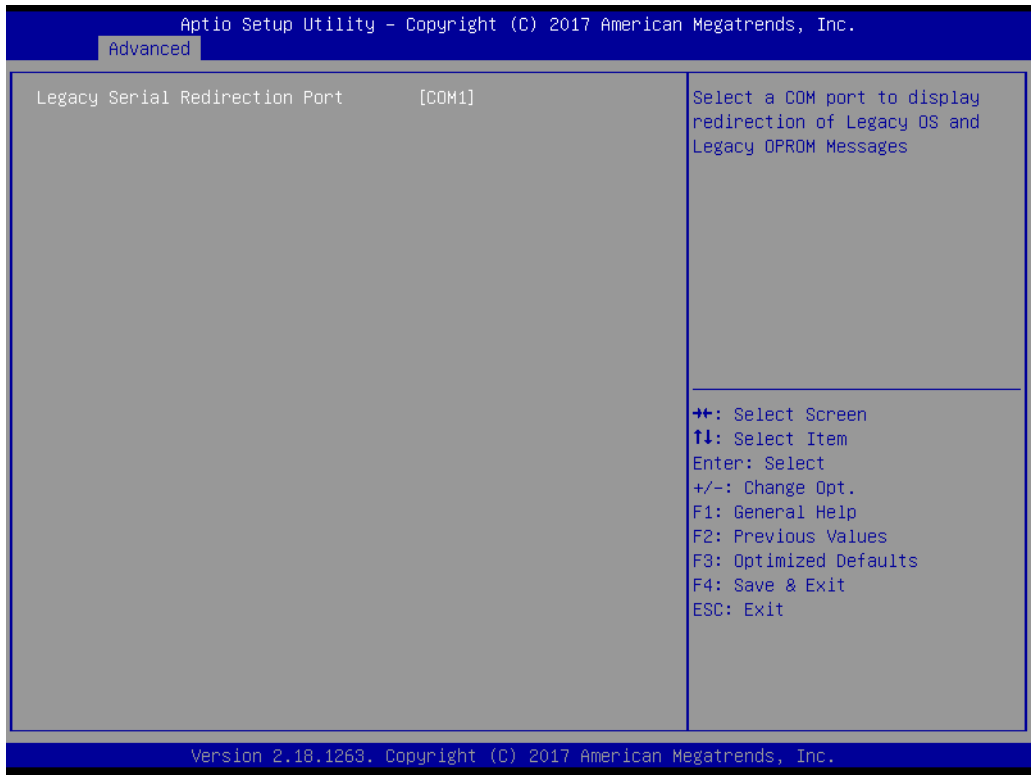 Aptio Setup Utility – Copyright (C) 2017 American Megatrends, Inc.
Advanced
Legacy Serial Redirection Port [COM1]
Select a COM port to display
redirection of Legacy OS and
Legacy OPROM Messages
→←: Select Screen
↑↓: Select Item
Enter: Select
+/-: Change Opt.
F1: General Help
F2: Previous Values
F3: Optimized Defaults
F4: Save & Exit
ESC: Exit
Version 2.18.1263. Copyright (C) 2017 American Megatrends, Inc.